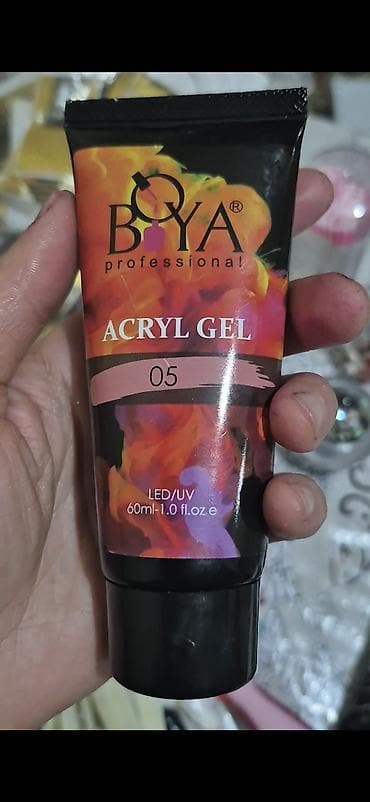 BOYA®
professional
ACRYL GEL
05
LED/UV
60ml-1.0 fl.oz.e